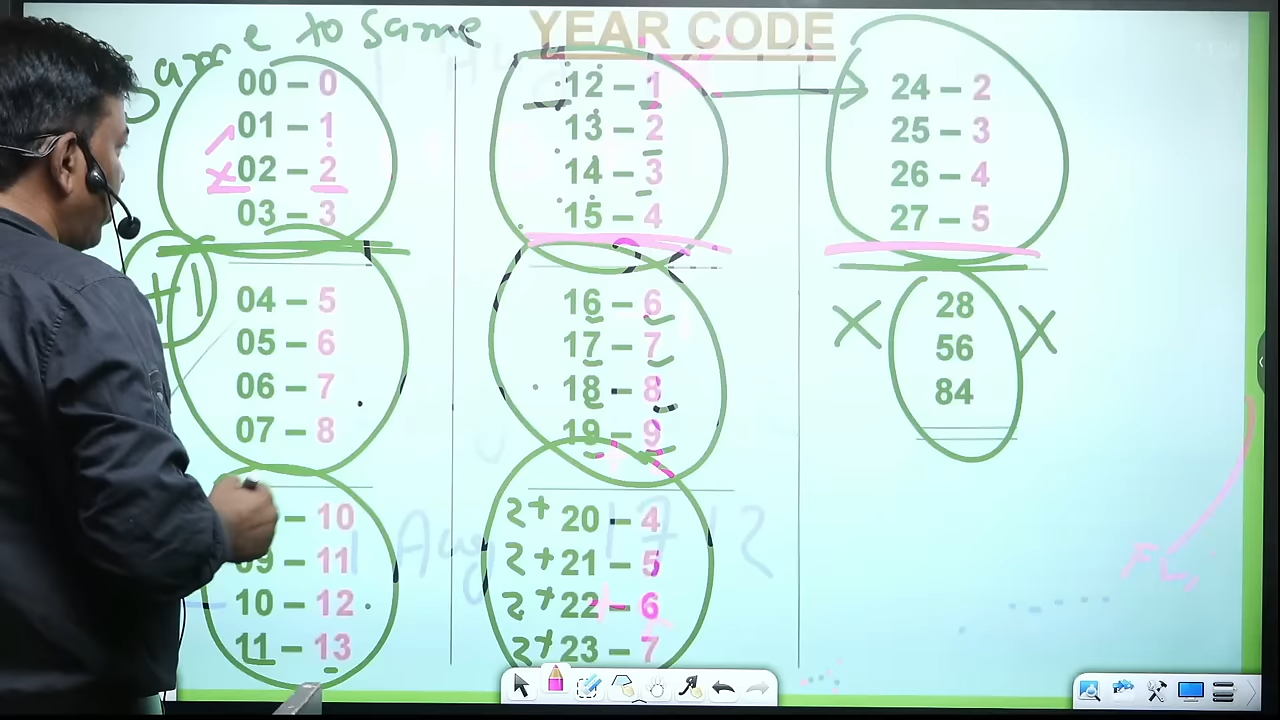 Same to Same
YEAR CODE
00 – 0
01 – 1
x 02 – 2
03 – 3
+1
04 – 5
05 – 6
06 – 7
07 – 8
– 10
09 – 11
10 – 12
11 – 13
12 – 1
13 – 2
14 – 3
15 – 4
16 – 6
17 – 7
18 – 8
19 – 9
2+ 20 – 4
2+ 21 – 5
2+ 22 – 6
2+ 23 – 7
1 Aug 1712
24 – 2
25 – 3
26 – 4
27 – 5
X 28 X
56
84